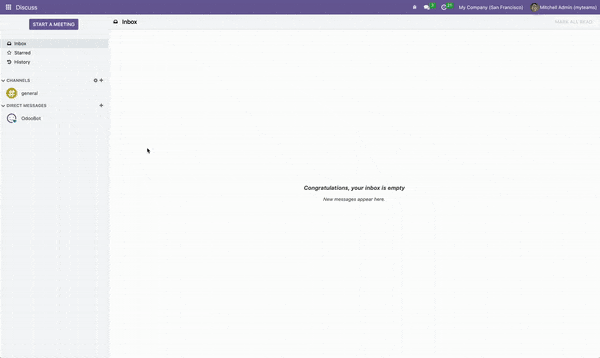 Discuss
My Company (San Francisco)
Mitchell Admin (myteams)
START A MEETING
Inbox
MARK ALL READ
Inbox
Starred
History
CHANNELS
general
DIRECT MESSAGES
OdooBot
Congratulations, your inbox is empty
New messages appear here.